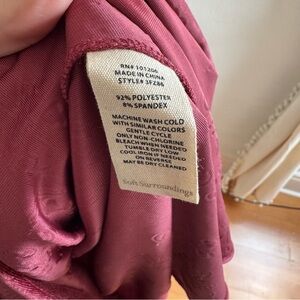 RN# 101206
MADE IN CHINA
STYLE# 3FZ86
92% POLYESTER
8% SPANDEX
MACHINE WASH COLD
WITH SIMILAR COLORS
GENTLE CYCLE
ONLY NON-CHLORINE
BLEACH WHEN NEEDED
TUMBLE DRY LOW
COOL IRON IF NEEDED
ON REVERSE
MAY BE DRY CLEANED
Soft Surroundings